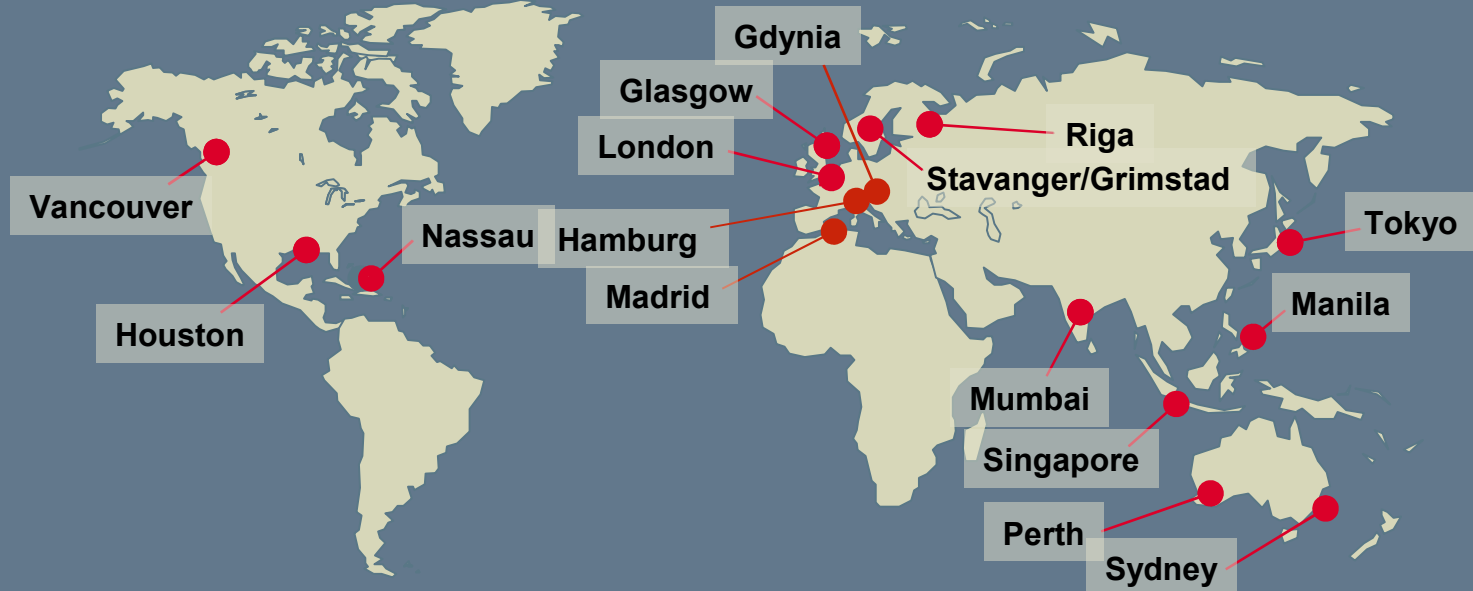 Gdynia
Glasgow
London
Riga
Stavanger/Grimstad
Vancouver
Nassau
Hamburg
Tokyo
Madrid
Manila
Houston
Mumbai
Singapore
Perth
Sydney